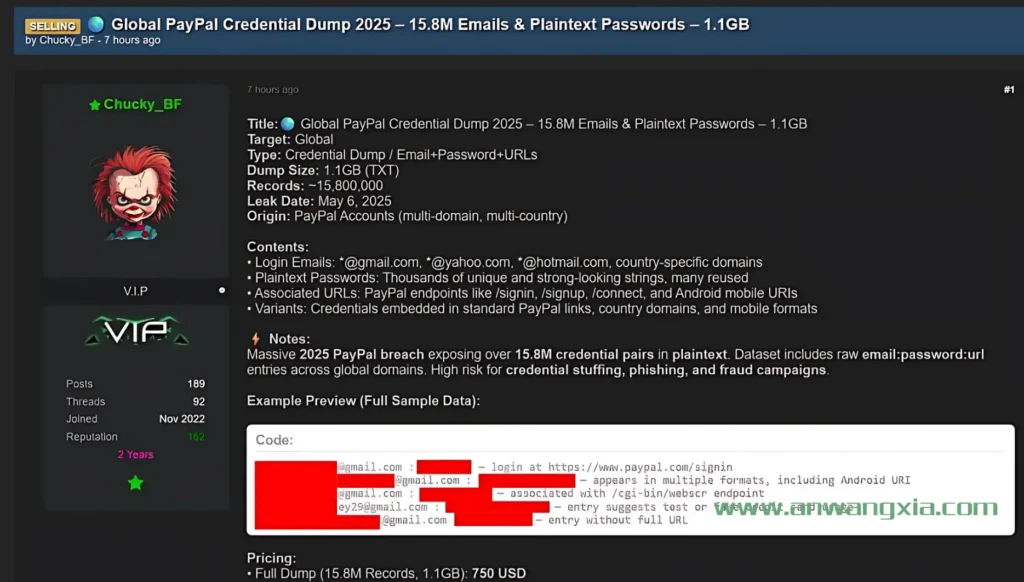 SELLING Global PayPal Credential Dump 2025 – 15.8M Emails & Plaintext Passwords – 1.1GB
by Chucky_BF - 7 hours ago
Chucky_BF
V.I.P
VIP
Posts 189
Threads 92
Joined Nov 2022
Reputation 162
2 Years
7 hours ago #1
Title: Global PayPal Credential Dump 2025 – 15.8M Emails & Plaintext Passwords – 1.1GB
Target: Global
Type: Credential Dump / Email+Password+URLs
Dump Size: 1.1GB (TXT)
Records: ~15,800,000
Leak Date: May 6, 2025
Origin: PayPal Accounts (multi-domain, multi-country)
Contents:
• Login Emails: *@gmail.com, *@yahoo.com, *@hotmail.com, country-specific domains
• Plaintext Passwords: Thousands of unique and strong-looking strings, many reused
• Associated URLs: PayPal endpoints like /signin, /signup, /connect, and Android mobile URIs
• Variants: Credentials embedded in standard PayPal links, country domains, and mobile formats
⚡ Notes:
Massive 2025 PayPal breach exposing over 15.8M credential pairs in plaintext. Dataset includes raw email:password:url
entries across global domains. High risk for credential stuffing, phishing, and fraud campaigns.
Example Preview (Full Sample Data):
Code:
@gmail.com : — login at https://www.paypal.com/signin
@gmail.com : — appears in multiple formats, including Android URI
@gmail.com : — associated with /cgi-bin/webscr endpoint
ey29@gmail.com : — entry suggests test or
@gmail.com — entry without full URL
www.anwangxia.com
Pricing:
• Full Dump (15.8M Records, 1.1GB): 750 USD